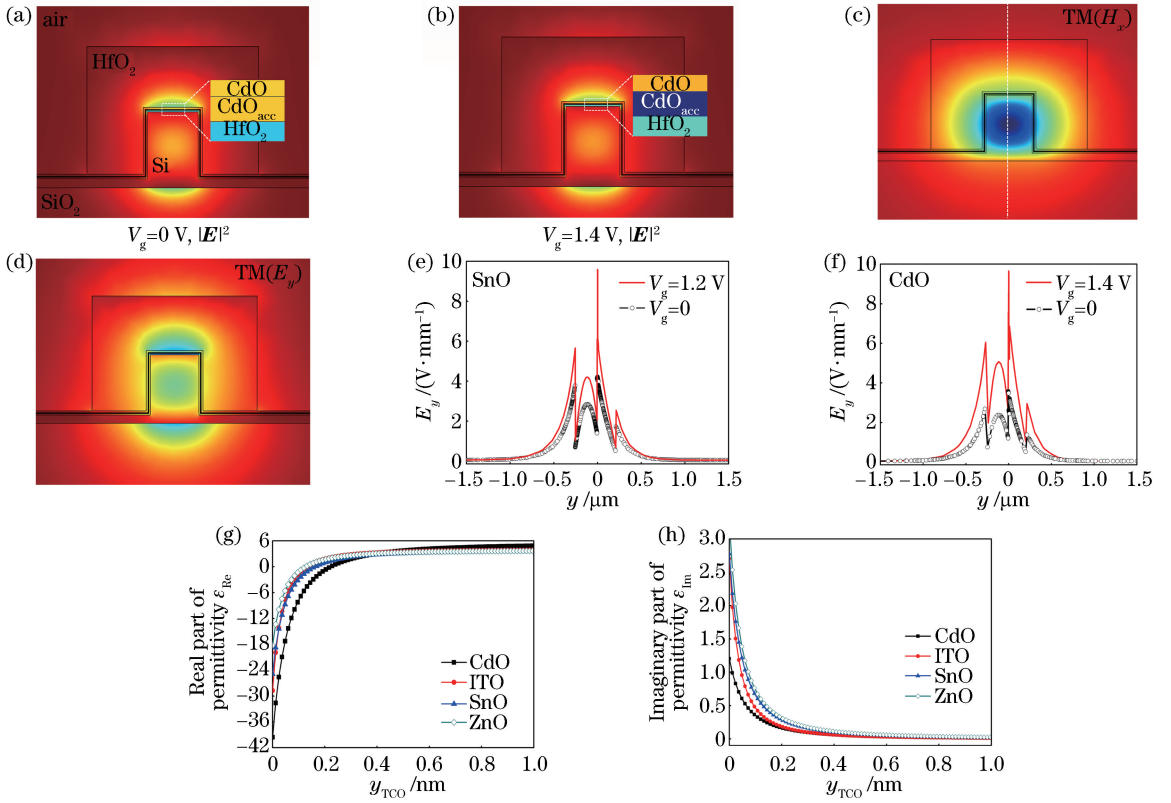 (a)
air
HfO₂
CdO
CdOacc
HfO₂
Si
SiO₂
Vg=0 V, |E|²
(b)
CdO
CdOacc
HfO₂
Vg=1.4 V, |E|²
(c)
TM(Hx)
(d)
TM(Ey)
(e)
SnO
Vg=1.2 V
Vg=0
10
8
6
4
2
0
Ey /(V·mm⁻¹)
−1.5 −1.0 −0.5 0 0.5 1.0 1.5
y /μm
(f)
CdO
Vg=1.4 V
Vg=0
10
8
6
4
2
0
Ey /(V·mm⁻¹)
−1.5 −1.0 −0.5 0 0.5 1.0 1.5
y /μm
(g)
6
0
−6
−12
−18
−24
−30
−36
−42
Real part of
permittivity εRe
CdO
ITO
SnO
ZnO
0 0.2 0.4 0.6 0.8 1.0
yTCO /nm
(h)
3.0
2.5
2.0
1.5
1.0
0.5
0
Imaginary part of
permittivity εIm
CdO
ITO
SnO
ZnO
0 0.2 0.4 0.6 0.8 1.0
yTCO /nm